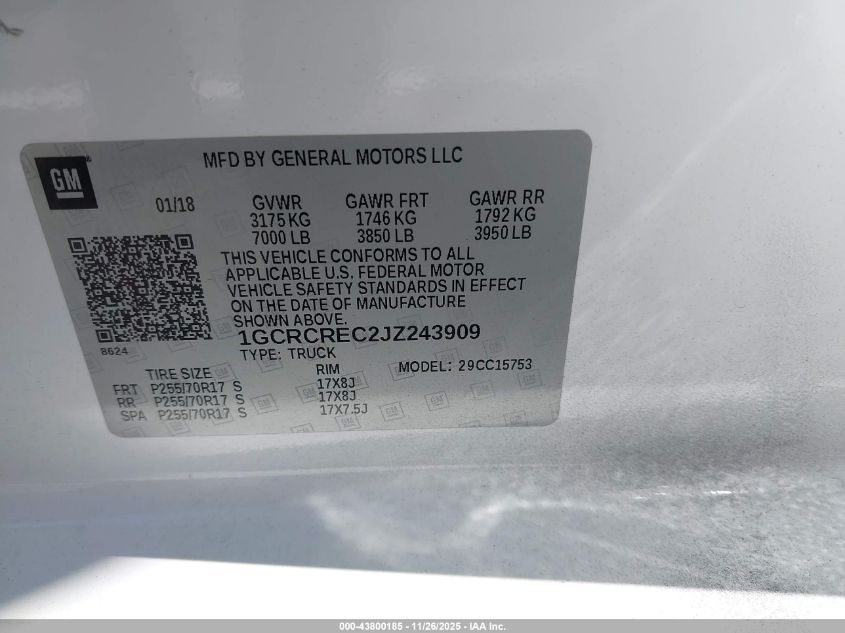 GM
MFD BY GENERAL MOTORS LLC
01/18
GVWR GAWR FRT GAWR RR
3175 KG 1746 KG 1792 KG
7000 LB 3850 LB 3950 LB
THIS VEHICLE CONFORMS TO ALL
APPLICABLE U.S. FEDERAL MOTOR
VEHICLE SAFETY STANDARDS IN EFFECT
ON THE DATE OF MANUFACTURE
SHOWN ABOVE.
8624
1GCRCREC2JZ243909
TYPE: TRUCK
MODEL: 29CC15753
TIRE SIZE RIM
FRT P255/70R17 S 17X8J
RR P255/70R17 S 17X8J
SPA P255/70R17 S 17X7.5J
000-43800185 - 11/26/2025 - IAA Inc.